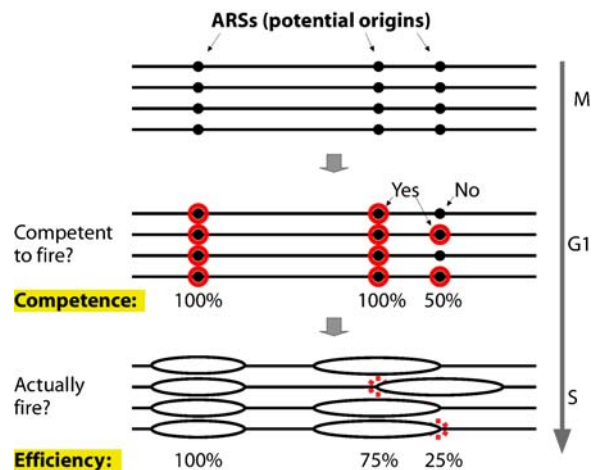 ARSs (potential origins)
M
Yes No
Competent
to fire?
G1
Competence: 100% 100% 50%
Actually
fire?
S
Efficiency: 100% 75% 25%